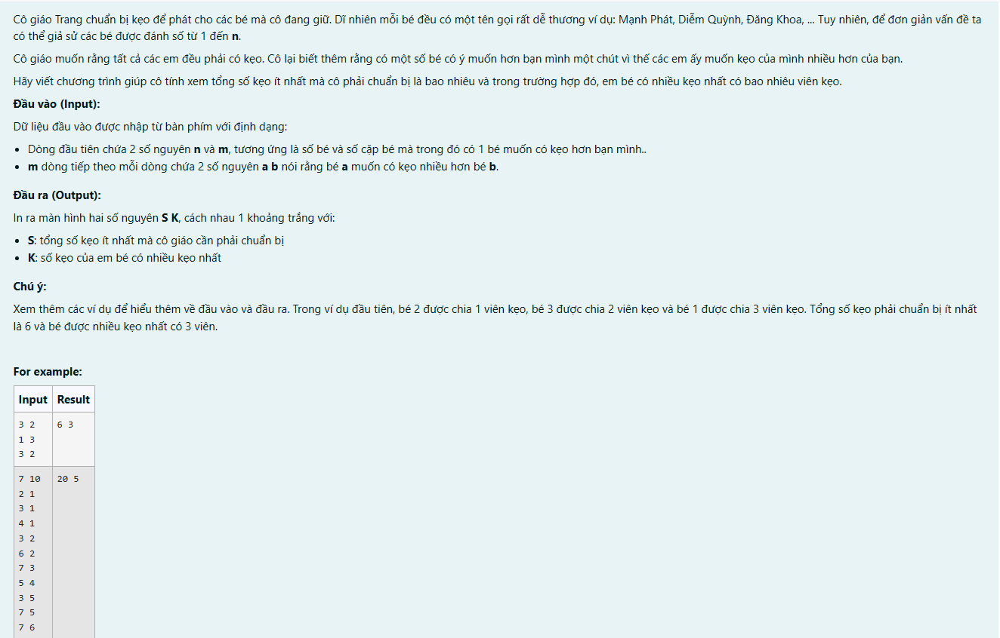 Cô giáo Trang chuẩn bị kẹo để phát cho các bé mà cô đang giữ. Dĩ nhiên mỗi bé đều có một tên gọi rất dễ thương ví dụ: Mạnh Phát, Diễm Quỳnh, Đăng Khoa, ... Tuy nhiên, để đơn giản vấn đề ta
có thể giả sử các bé được đánh số từ 1 đến n.
Cô giáo muốn rằng tất cả các em đều phải có kẹo. Cô lại biết thêm rằng có một số bé có ý muốn hơn bạn mình một chút vì thế các em ấy muốn kẹo của mình nhiều hơn của bạn.
Hãy viết chương trình giúp cô tính xem tổng số kẹo ít nhất mà cô phải chuẩn bị là bao nhiêu và trong trường hợp đó, em bé có nhiều kẹo nhất có bao nhiêu viên kẹo.
Đầu vào (Input):
Dữ liệu đầu vào được nhập từ bàn phím với định dạng:
• Dòng đầu tiên chứa 2 số nguyên n và m, tương ứng là số bé và số cặp bé mà trong đó có 1 bé muốn có kẹo hơn bạn mình..
• m dòng tiếp theo mỗi dòng chứa 2 số nguyên a b nói rằng bé a muốn có kẹo nhiều hơn bé b.
Đầu ra (Output):
In ra màn hình hai số nguyên S K, cách nhau 1 khoảng trắng với:
• S: tổng số kẹo ít nhất mà cô giáo cần phải chuẩn bị
• K: số kẹo của em bé có nhiều kẹo nhất
Chú ý:
Xem thêm các ví dụ để hiểu thêm về đầu vào và đầu ra. Trong ví dụ đầu tiên, bé 2 được chia 1 viên kẹo, bé 3 được chia 2 viên kẹo và bé 1 được chia 3 viên kẹo. Tổng số kẹo phải chuẩn bị ít nhất
là 6 và bé được nhiều kẹo nhất có 3 viên.
For example:
Input Result
3 2 6 3
1 3
3 2
7 10 20 5
2 1
3 1
4 1
3 2
6 2
7 3
5 4
3 5
7 5
7 6